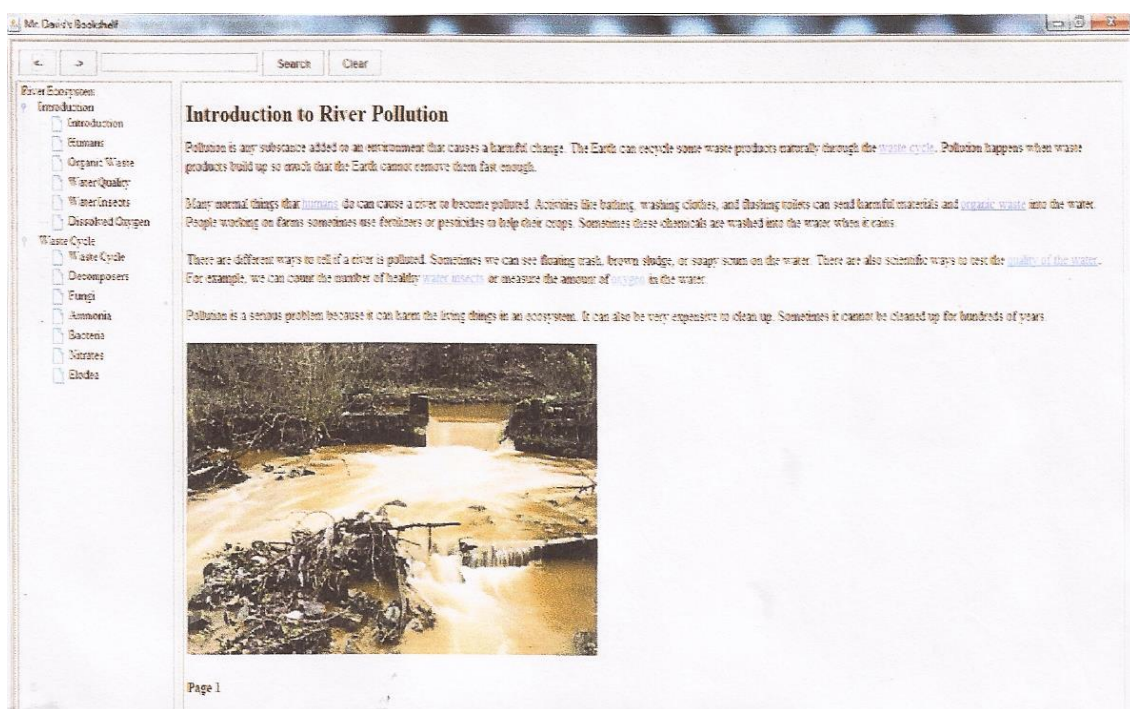 Mr. David's Bookshelf
<- -> Search Clear
River Ecosystem
Introduction
Introduction
Humans
Organic Waste
Water Quality
Water Insects
Dissolved Oxygen
Waste Cycle
Waste Cycle
Decomposers
Fungi
Ammonia
Bacteria
Nitrates
Elodea
Introduction to River Pollution
Pollution is any substance added to an environment that causes a harmful change. The Earth can recycle some waste products naturally through the waste cycle. Pollution happens when waste
products build up so much that the Earth cannot remove them fast enough.
Many normal things that humans do can cause a river to become polluted. Activities like bathing, washing clothes, and flushing toilets can send harmful materials and organic waste into the water.
People working on farms sometimes use fertilizers or pesticides to help their crops. Sometimes these chemicals are washed into the water when it rains.
There are different ways to tell if a river is polluted. Sometimes we can see floating trash, brown sludge, or soapy scum on the water. There are also scientific ways to test the quality of the water.
For example, we can count the number of healthy water insects or measure the amount of oxygen in the water.
Pollution is a serious problem because it can harm the living things in an ecosystem. It can also be very expensive to clean up. Sometimes it cannot be cleaned up for hundreds of years.
Page 1